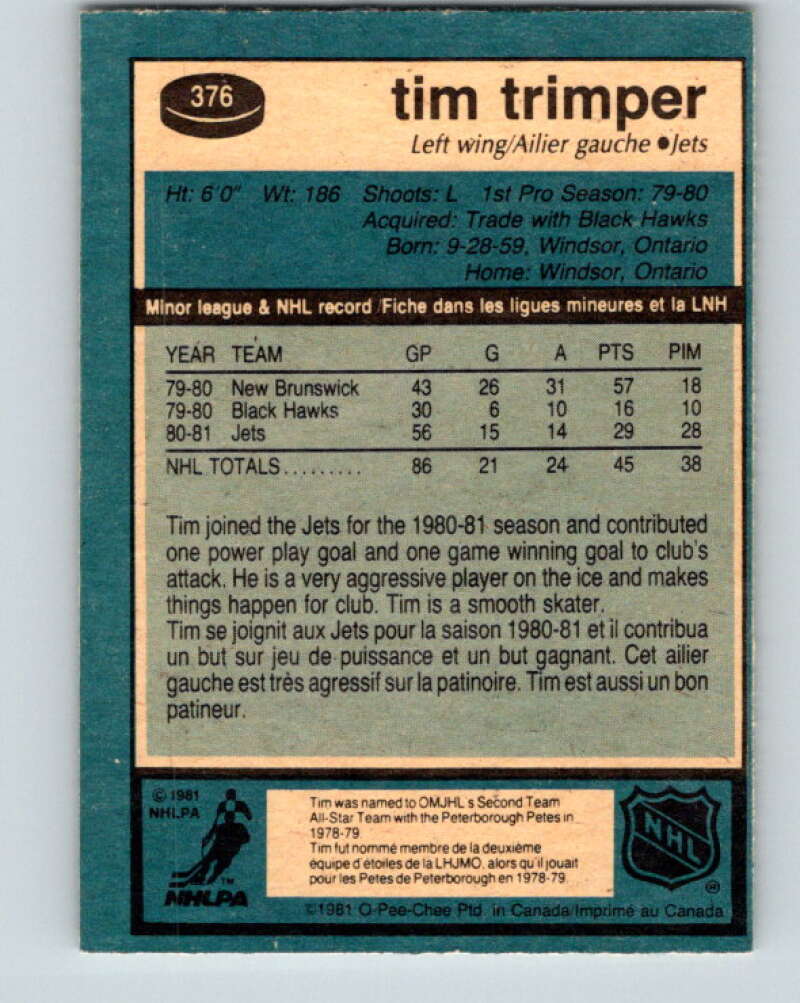 376
tim trimper
Left wing/Ailier gauche ●Jets
Ht: 6'0" Wt: 186 Shoots: L 1st Pro Season: 79-80
Acquired: Trade with Black Hawks
Born: 9-28-59, Windsor, Ontario
Home: Windsor, Ontario
Minor league & NHL record /Fiche dans les ligues mineures et la LNH
YEAR TEAM GP G A PTS PIM
79-80 New Brunswick 43 26 31 57 18
79-80 Black Hawks 30 6 10 16 10
80-81 Jets 56 15 14 29 28
NHL TOTALS......... 86 21 24 45 38
Tim joined the Jets for the 1980-81 season and contributed
one power play goal and one game winning goal to club's
attack. He is a very aggressive player on the ice and makes
things happen for club. Tim is a smooth skater.
Tim se joignit aux Jets pour la saison 1980-81 et il contribua
un but sur jeu de puissance et un but gagnant. Cet ailier
gauche est très agressif sur la patinoire. Tim est aussi un bon
patineur.
© 1981
NHLPA
NHLPA
™
Tim was named to OMJHL's Second Team
All-Star Team with the Peterborough Petes in
1978-79.
Tim fut nommé membre de la deuxième
équipe d'étoiles de la LHJMO, alors qu'il jouait
pour les Petes de Peterborough en 1978-79.
NHL
®
©1981 O-Pee-Chee Ptd. in Canada/Imprimé au Canada